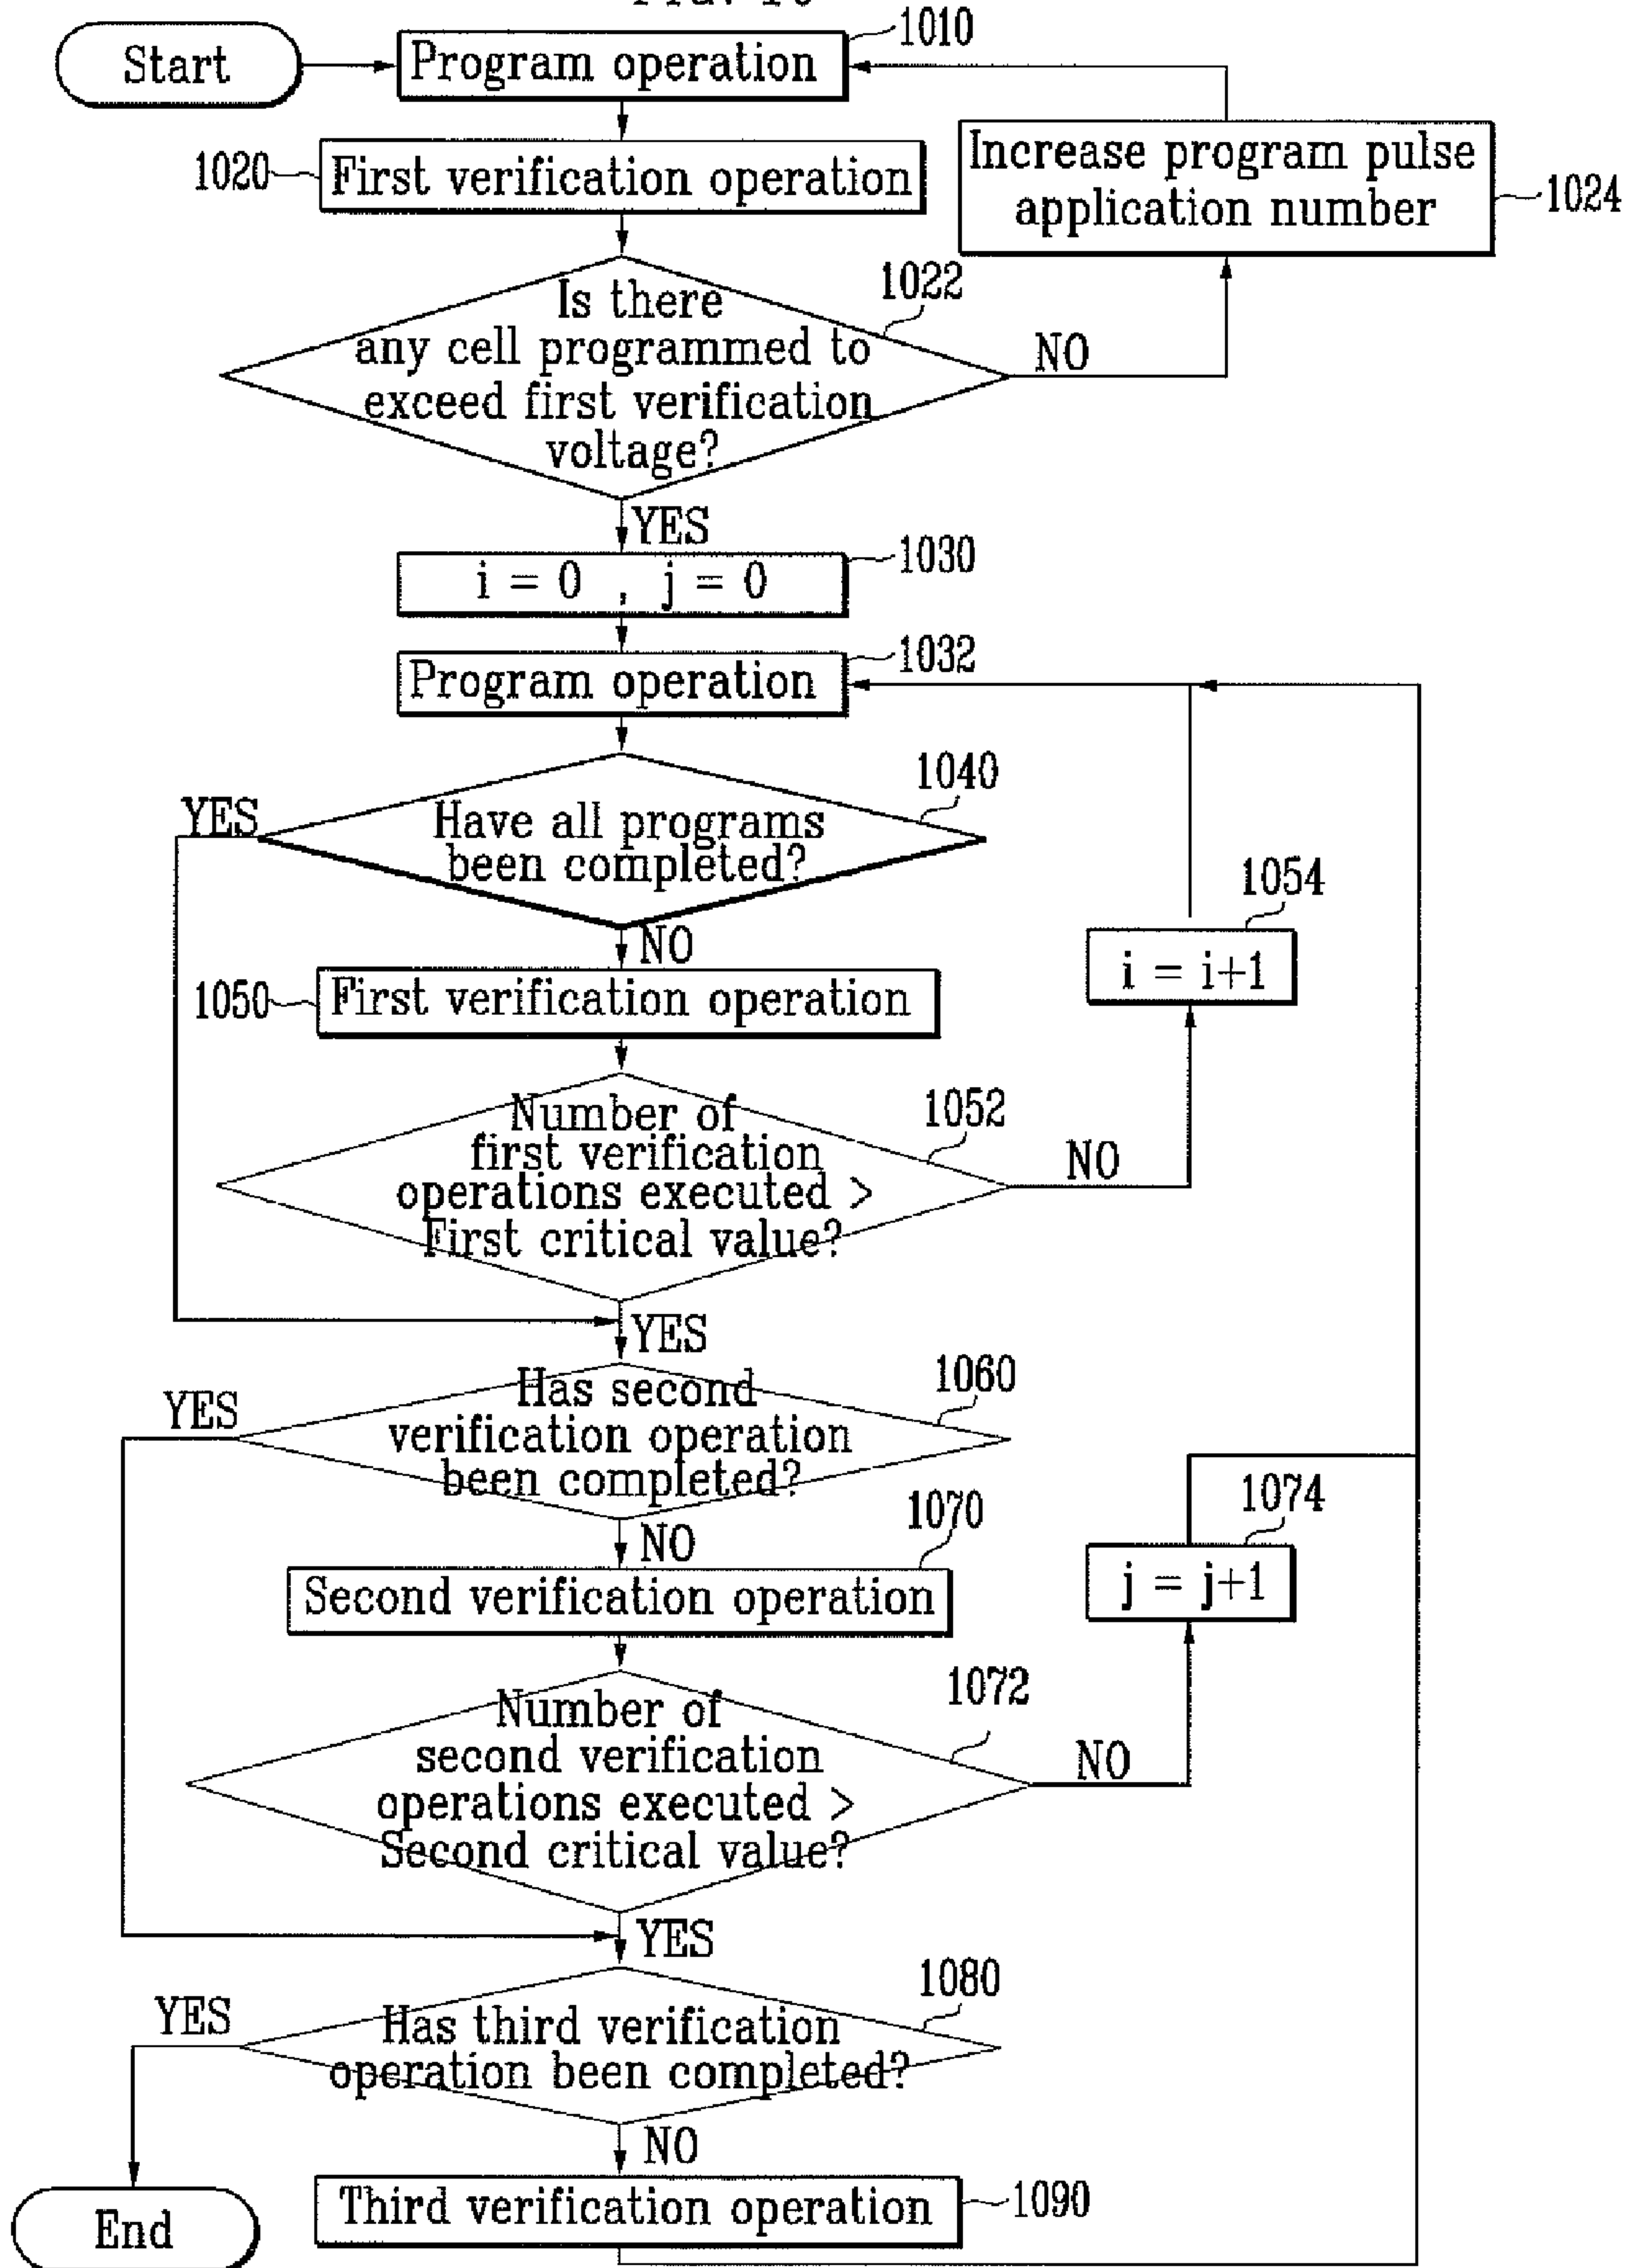 1010
Start
Program operation
1020
First verification operation
Increase program pulse
application number
1024
1022
Is there
any cell programmed to
exceed first verification
voltage?
NO
YES
1030
i = 0 , j = 0
1032
Program operation
1040
YES
Have all programs
been completed?
NO
1054
i = i+1
1050
First verification operation
1052
Number of
first verification
operations executed >
First critical value?
NO
YES
1060
YES
Has second
verification operation
been completed?
1070
NO
1074
j = j+1
Second verification operation
1072
Number of
second verification
operations executed >
Second critical value?
NO
YES
1080
YES
Has third verification
operation been completed?
NO
End
Third verification operation
1090